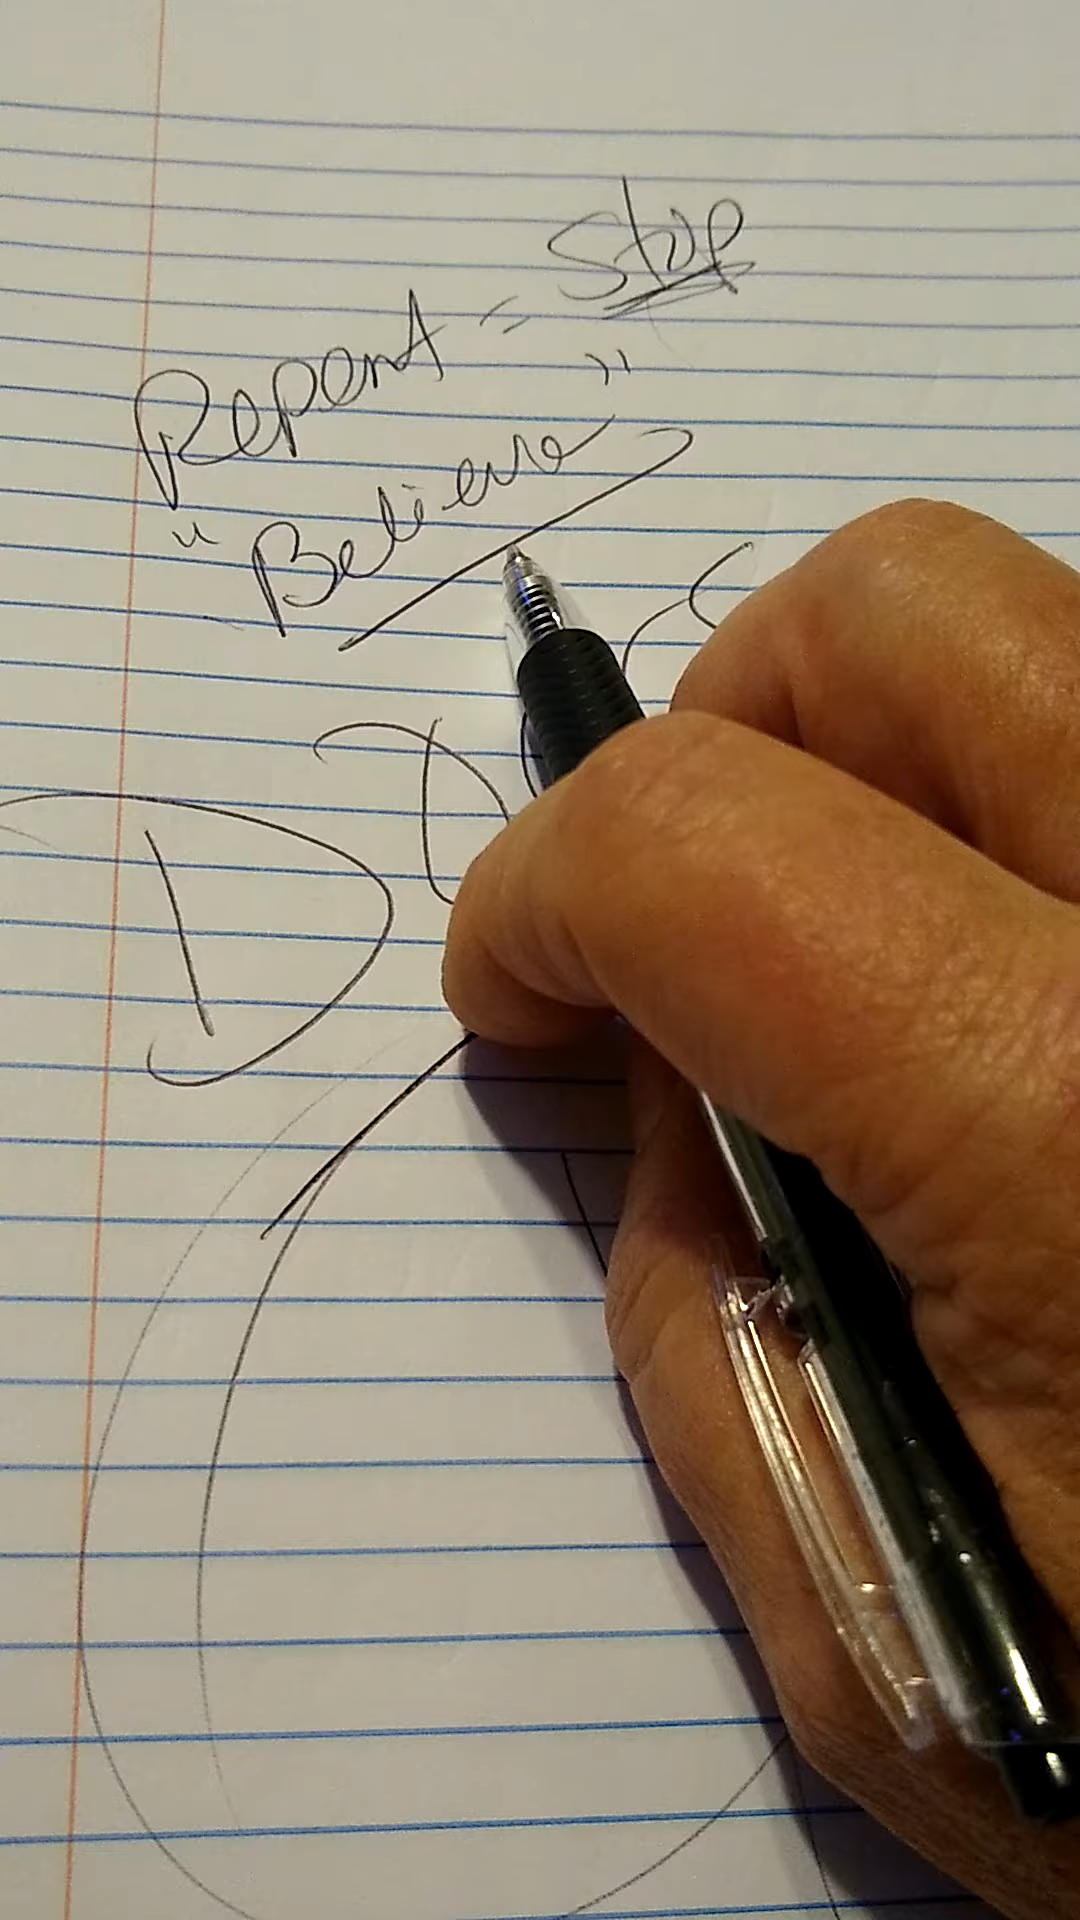 Repent = Stop
"Believe"
D